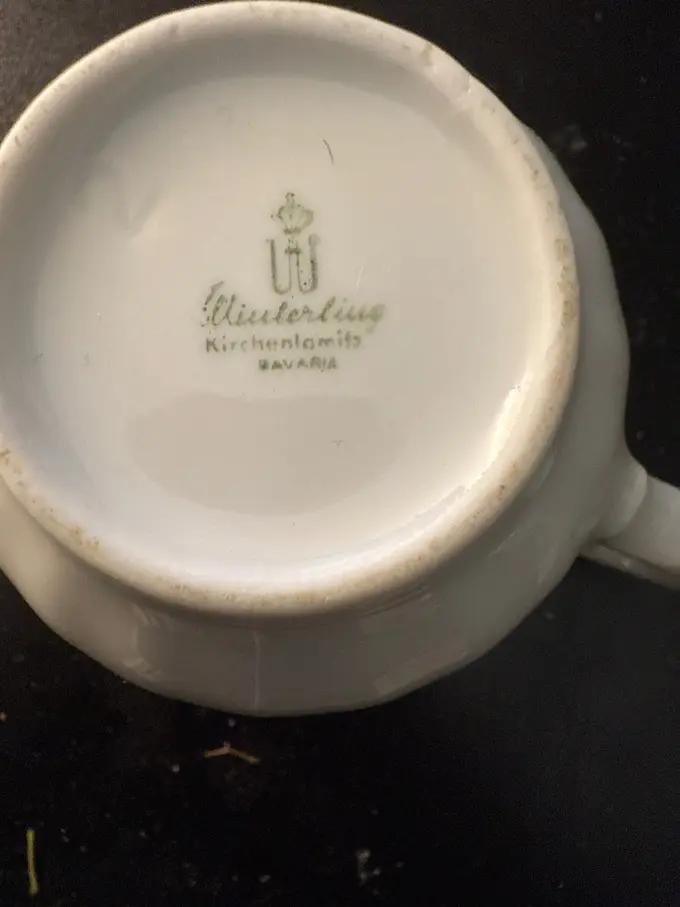 W
Winterling
Kirchenlamitz
BAVARIA